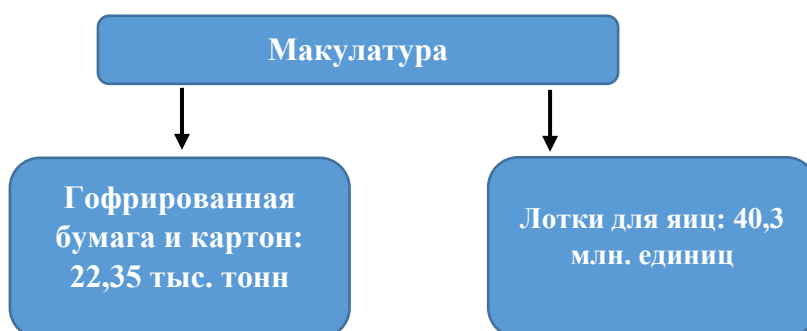 Макулатура
Гофрированная
бумага и картон:
22,35 тыс. тонн
Лотки для яиц: 40,3
млн. единиц